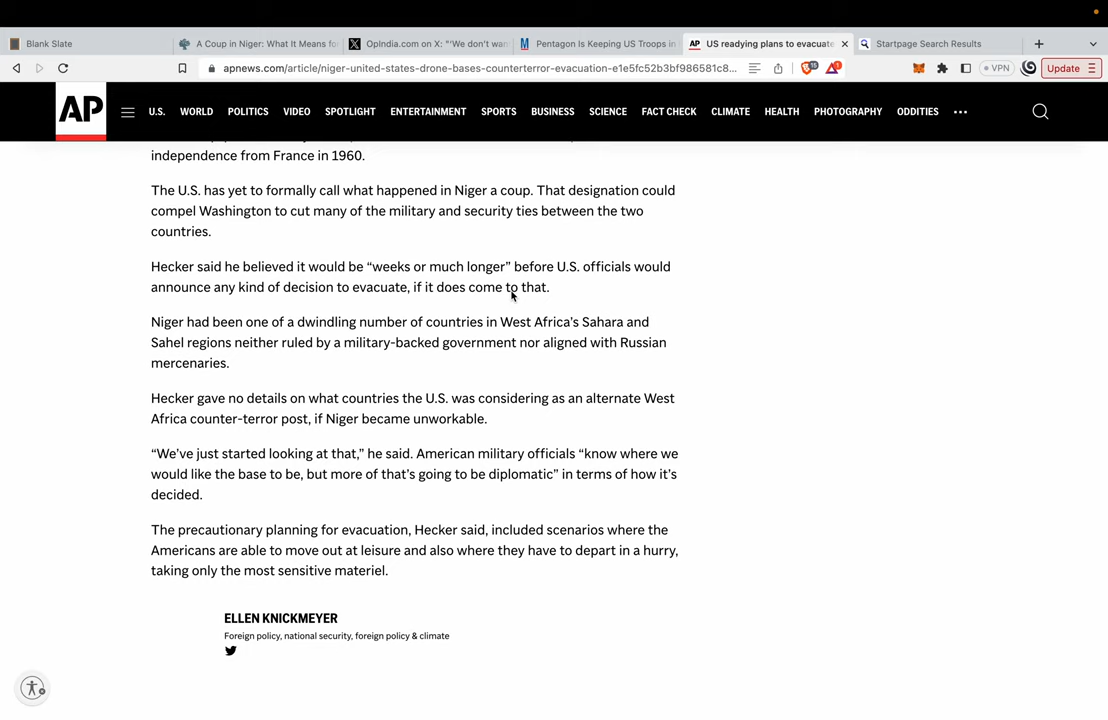 Blank Slate
A Coup in Niger: What It Means fo
OpIndia.com on X: "'We don't wan
Pentagon Is Keeping US Troops in
AP US readying plans to evacuate
Startpage Search Results
apnews.com/article/niger-united-states-drone-bases-counterterror-evacuation-e1e5fc52b3bf986581c8...
15
1
VPN
Update
AP
U.S. WORLD POLITICS VIDEO SPOTLIGHT ENTERTAINMENT SPORTS BUSINESS SCIENCE FACT CHECK CLIMATE HEALTH PHOTOGRAPHY ODDITIES
independence from France in 1960.
The U.S. has yet to formally call what happened in Niger a coup. That designation could
compel Washington to cut many of the military and security ties between the two
countries.
Hecker said he believed it would be “weeks or much longer” before U.S. officials would
announce any kind of decision to evacuate, if it does come to that.
Niger had been one of a dwindling number of countries in West Africa’s Sahara and
Sahel regions neither ruled by a military-backed government nor aligned with Russian
mercenaries.
Hecker gave no details on what countries the U.S. was considering as an alternate West
Africa counter-terror post, if Niger became unworkable.
“We’ve just started looking at that,” he said. American military officials “know where we
would like the base to be, but more of that’s going to be diplomatic” in terms of how it’s
decided.
The precautionary planning for evacuation, Hecker said, included scenarios where the
Americans are able to move out at leisure and also where they have to depart in a hurry,
taking only the most sensitive materiel.
ELLEN KNICKMEYER
Foreign policy, national security, foreign policy & climate